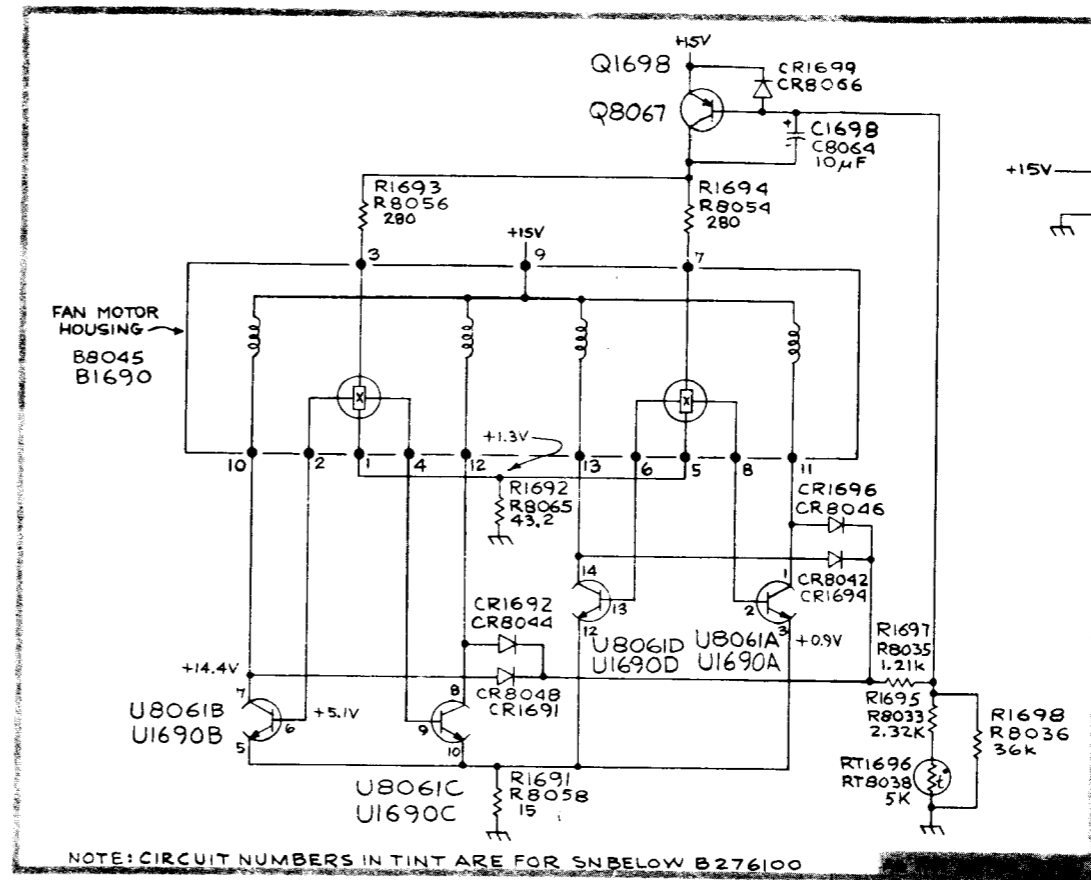 +15V
Q1698
Q8067
CR1699
CR8066
+
C1698
C8064
10µF
+15V
R1693
R8056
280
R1694
R8054
280
+15V
3
9
7
FAN MOTOR
HOUSING
B8045
B1690
X
X
+1.3V
10
2
1
4
12
13
6
5
8
11
R1692
R8065
43.2
CR1696
CR8046
CR8042
CR1694
14
13
12
1
2
3
CR1692
CR8044
U8061D
U1690D
U8061A
U1690A
+0.9V
R1697
R8035
1.21K
+14.4V
CR8048
CR1691
7
8
U8061B
U1690B
+5.1V
6
5
9
10
R1695
R8033
2.32K
R1698
R8036
36K
U8061C
U1690C
R1691
R8058
15
RT1696
RT8038
5K
t
NOTE: CIRCUIT NUMBERS IN TINT ARE FOR SN BELOW B276100